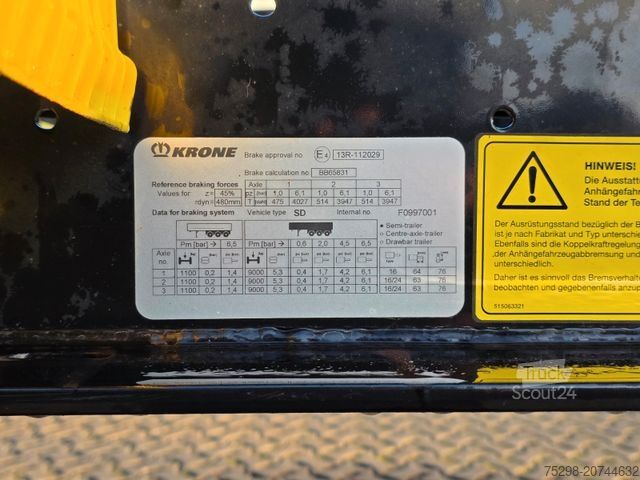 KRONE Brake approval no E4 13R-112029
Brake calculation no BB65831
Reference braking forces Axle 1 2 3
Values for z = 45% pz [bar] 1,0 6,1 1,0 6,1 1,0 6,1
rdyn= 480mm T [daN] 475 4027 514 3947 514 3947
Data for braking system Vehicle type SD Internal no F0997001
● Semi-trailer
○ Centre-axle-trailer
○ Drawbar trailer
Pm [bar] → 6,5 Pm [bar] → 0,6 2,0 4,5 6,5
Axle no
1 1100 0,2 1,4 9000 5,3 0,4 1,7 4,2 6,1 16 64 76
2 1100 0,2 1,4 9000 5,3 0,4 1,7 4,2 6,1 16/24 63 76
3 1100 0,2 1,4 9000 5,3 0,4 1,7 4,2 6,1 16/24 63 76
HINWEIS!
Die Ausstattu
Anhängefahr
Stand der Te
Der Ausrüstungsstand bezüglich der B
ist je nach Fabrikat und Typ unterschie
Ebenfalls sind die Koppelkraftregelung
der Anhängefahrzeugabbremsung und
unterschiedlich.
Daher ist es sinnvoll das Bremsverhalte
beobachten und gegebenenfalls anzup
515063321
Truck
Scout24
75298-20744632